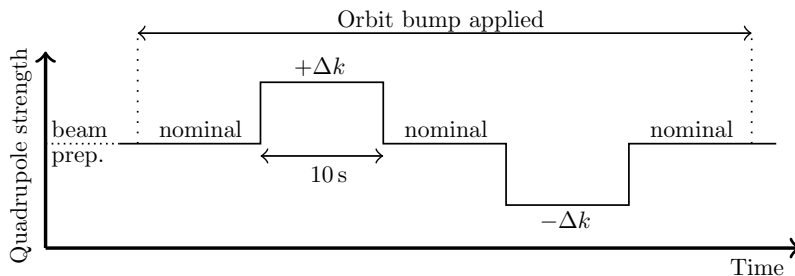 Orbit bump applied
+Δk
beam
prep.
nominal
nominal
nominal
10 s
−Δk
Quadrupole strength
Time